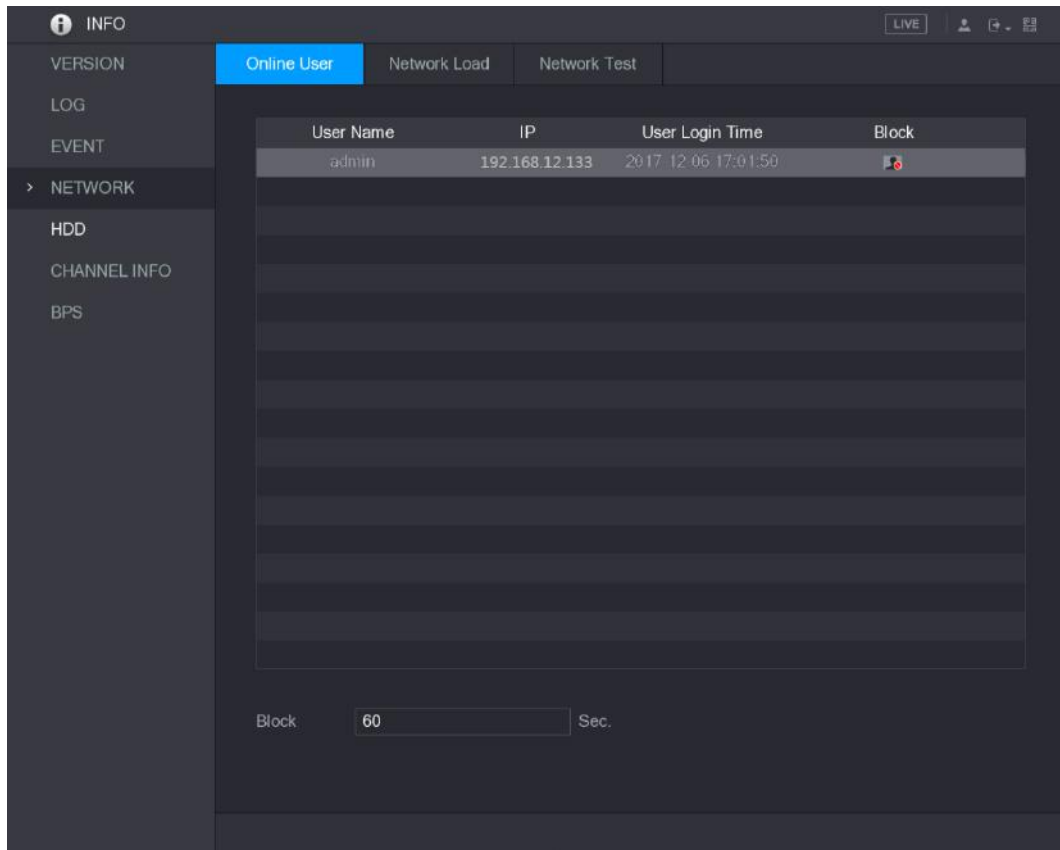 INFO
LIVE
VERSION
LOG
EVENT
NETWORK
HDD
CHANNEL INFO
BPS
Online User Network Load Network Test
User Name IP User Login Time Block
admin 192.168.12.133 2017-12-06 17:01:50
Block 60 Sec.